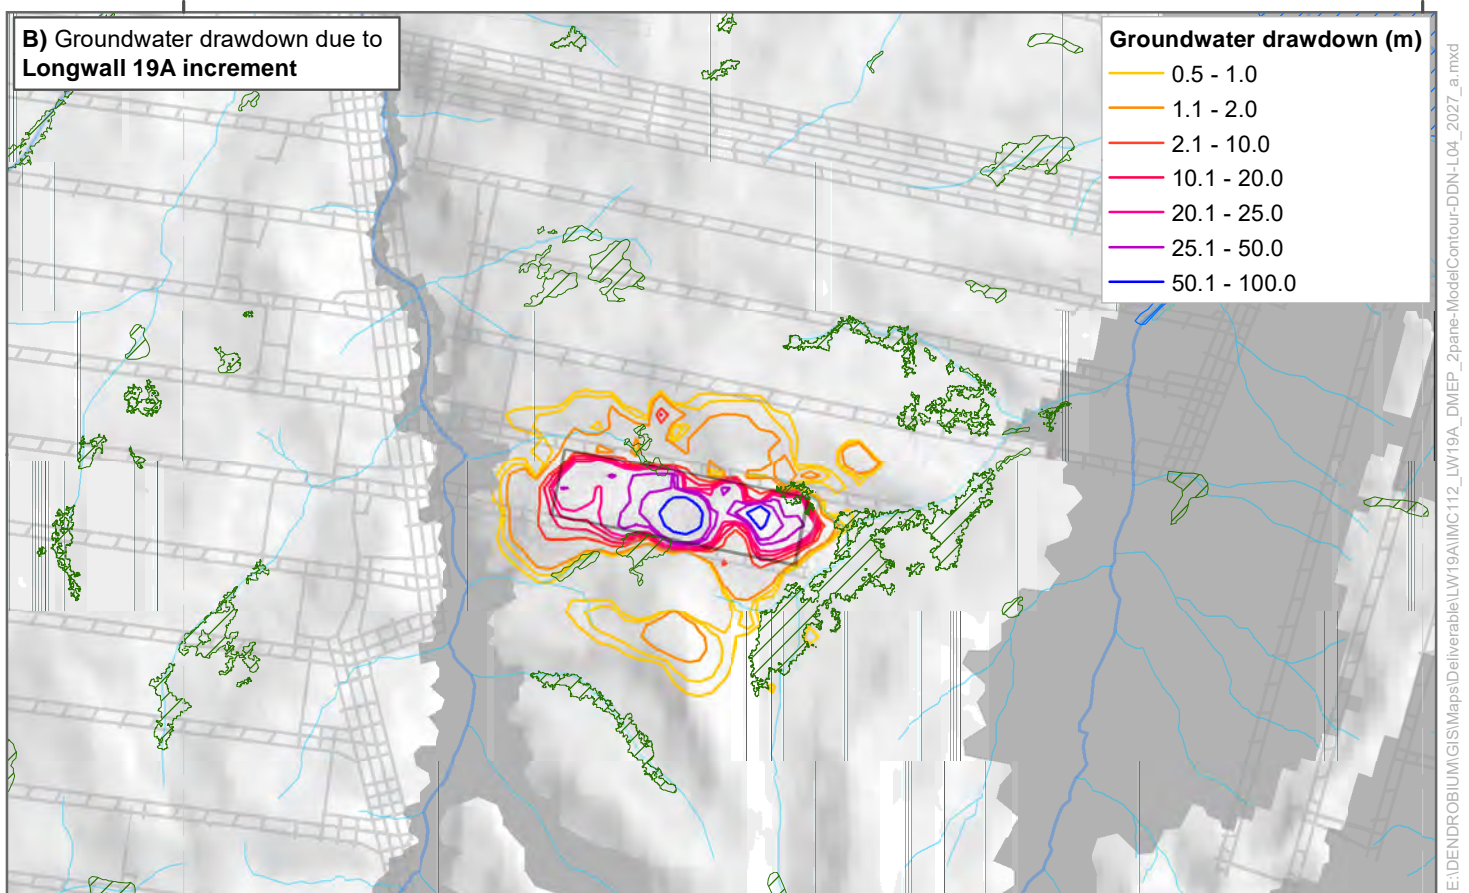 B) Groundwater drawdown due to
Longwall 19A increment
Groundwater drawdown (m)
0.5 - 1.0
1.1 - 2.0
2.1 - 10.0
10.1 - 20.0
20.1 - 25.0
25.1 - 50.0
50.1 - 100.0
E:\DENDROBIUM\GIS\Maps\Deliverable\LW19A\IMC112_LW19A_DMEP_2pane-ModelContour-DDN-L04_2027_a.mxd